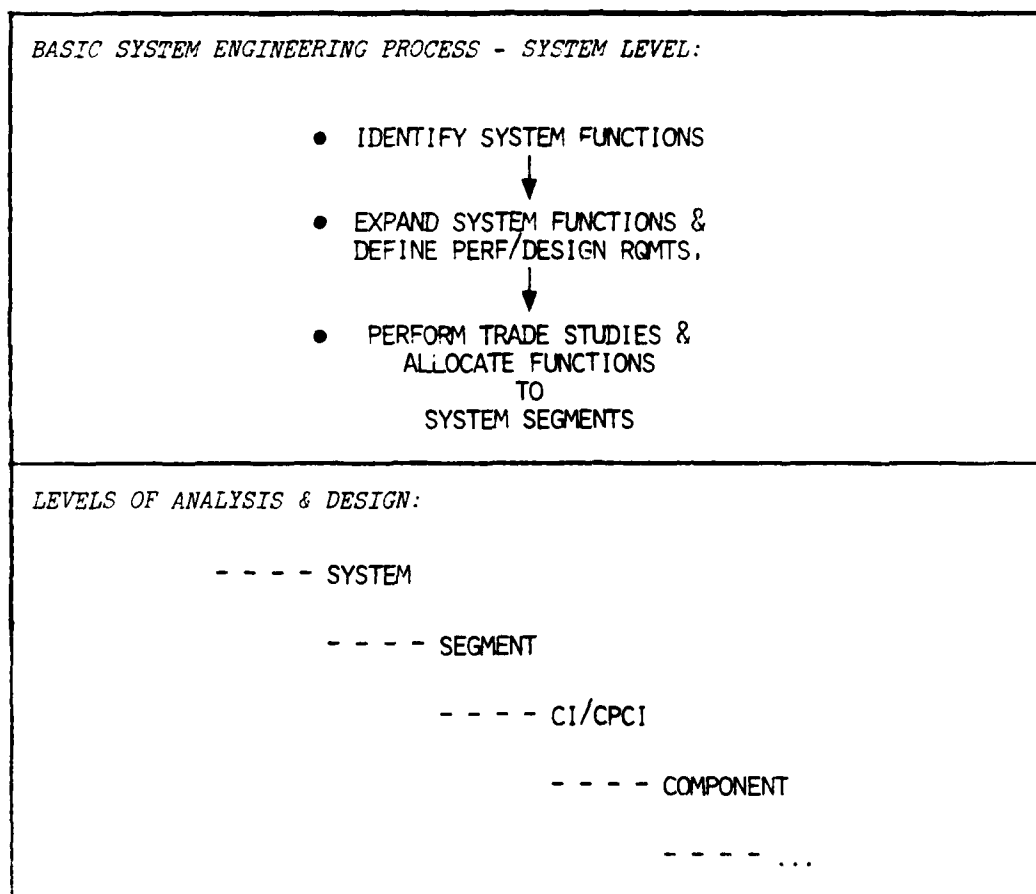 BASIC SYSTEM ENGINEERING PROCESS - SYSTEM LEVEL:
● IDENTIFY SYSTEM FUNCTIONS
● EXPAND SYSTEM FUNCTIONS &
DEFINE PERF/DESIGN RQMTS.
● PERFORM TRADE STUDIES &
ALLOCATE FUNCTIONS
TO
SYSTEM SEGMENTS
LEVELS OF ANALYSIS & DESIGN:
- - - - SYSTEM
- - - - SEGMENT
- - - - CI/CPCI
- - - - COMPONENT
- - - - ...